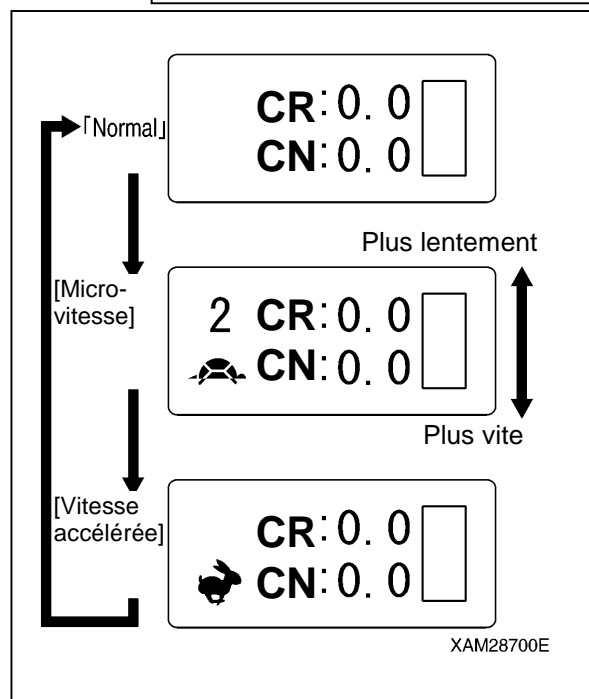 CR:0. 0
「Normal」
CN:0. 0
Plus lentement
[Micro-
vitesse]
2 CR:0. 0
CN:0. 0
Plus vite
[Vitesse
accélérée]
CR:0. 0
CN:0. 0
XAM28700E